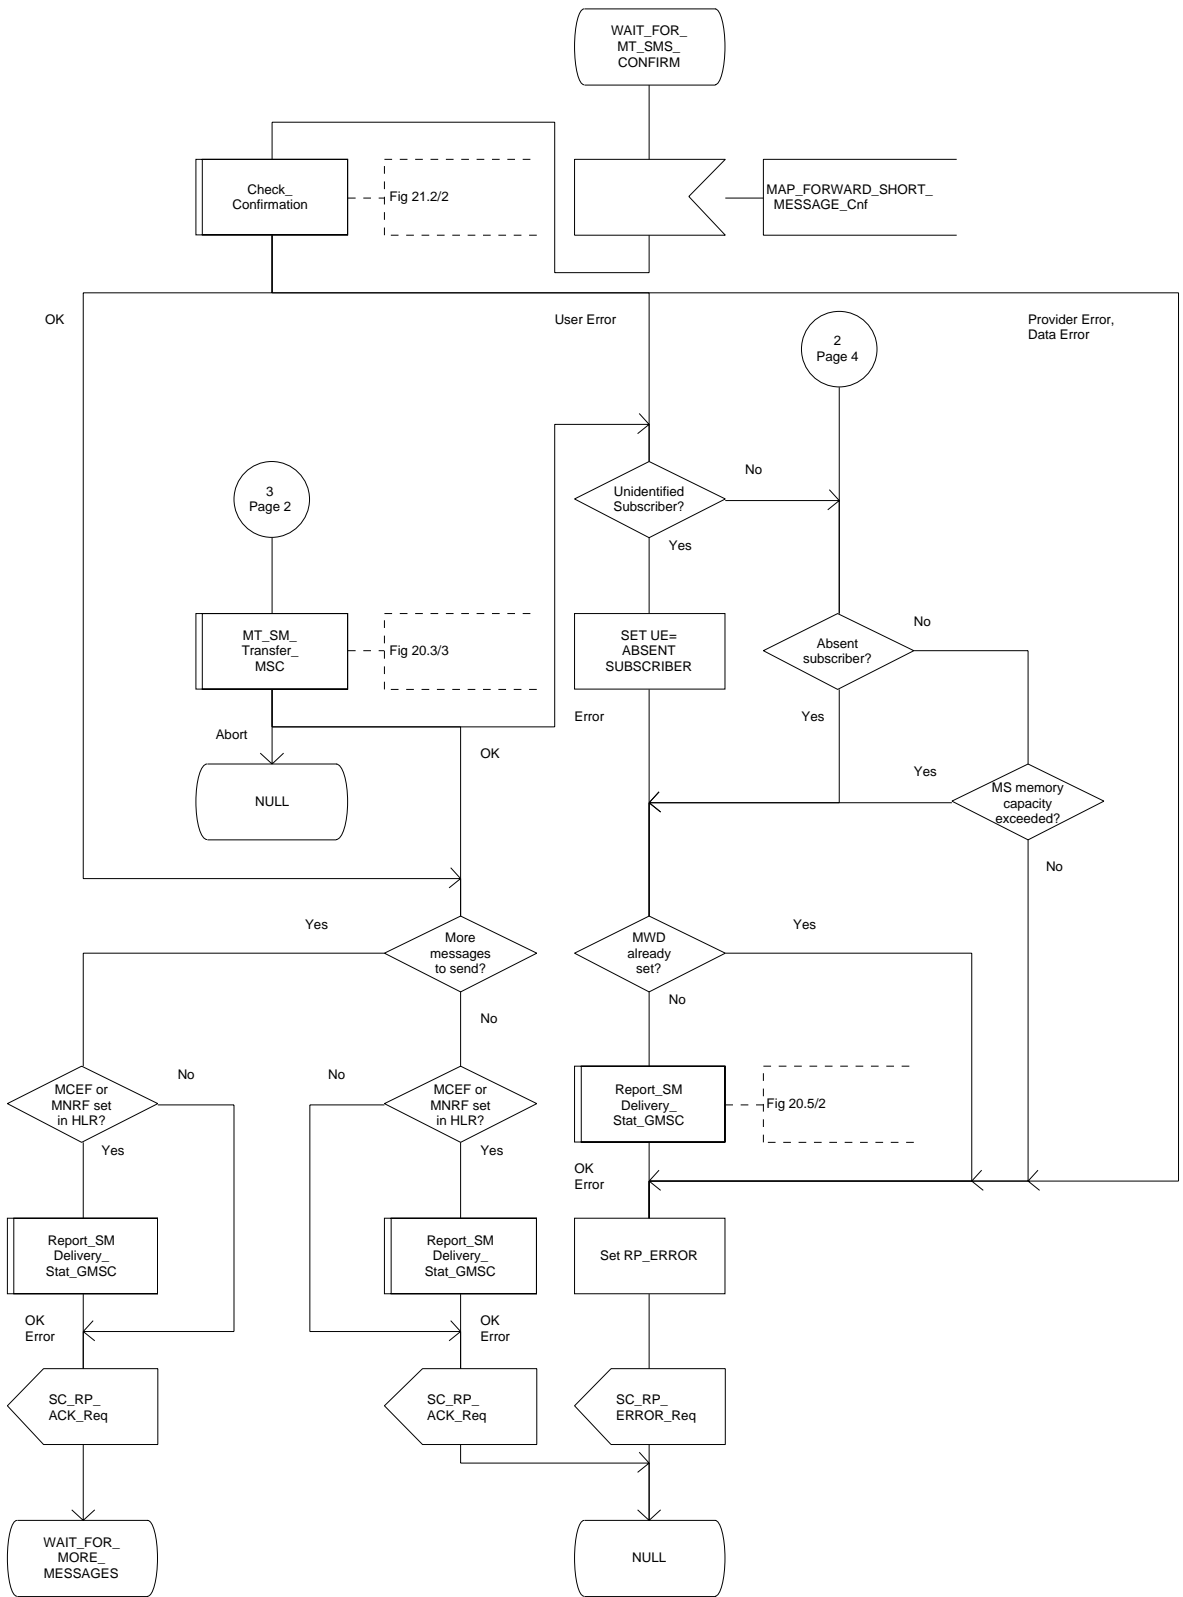 WAIT_FOR_
MT_SMS_
CONFIRM
Check_
Confirmation
Fig 21.2/2
MAP_FORWARD_SHORT_
MESSAGE_Cnf
OK
User Error
Provider Error,
Data Error
2
Page 4
3
Page 2
Unidentified
Subscriber?
No
Yes
MT_SM_
Transfer_
MSC
Fig 20.3/3
SET UE=
ABSENT
SUBSCRIBER
Absent
subscriber?
No
Error
Yes
Abort
OK
NULL
Yes
MS memory
capacity
exceeded?
No
Yes
More
messages
to send?
MWD
already
set?
Yes
No
No
No
MCEF or
MNRF set
in HLR?
Yes
No
MCEF or
MNRF set
in HLR?
Yes
Report_SM
Delivery_
Stat_GMSC
Fig 20.5/2
OK
Error
Report_SM
Delivery_
Stat_GMSC
Report_SM
Delivery_
Stat_GMSC
Set RP_ERROR
OK
Error
OK
Error
SC_RP_
ACK_Req
SC_RP_
ACK_Req
SC_RP_
ERROR_Req
WAIT_FOR_
MORE_
MESSAGES
NULL